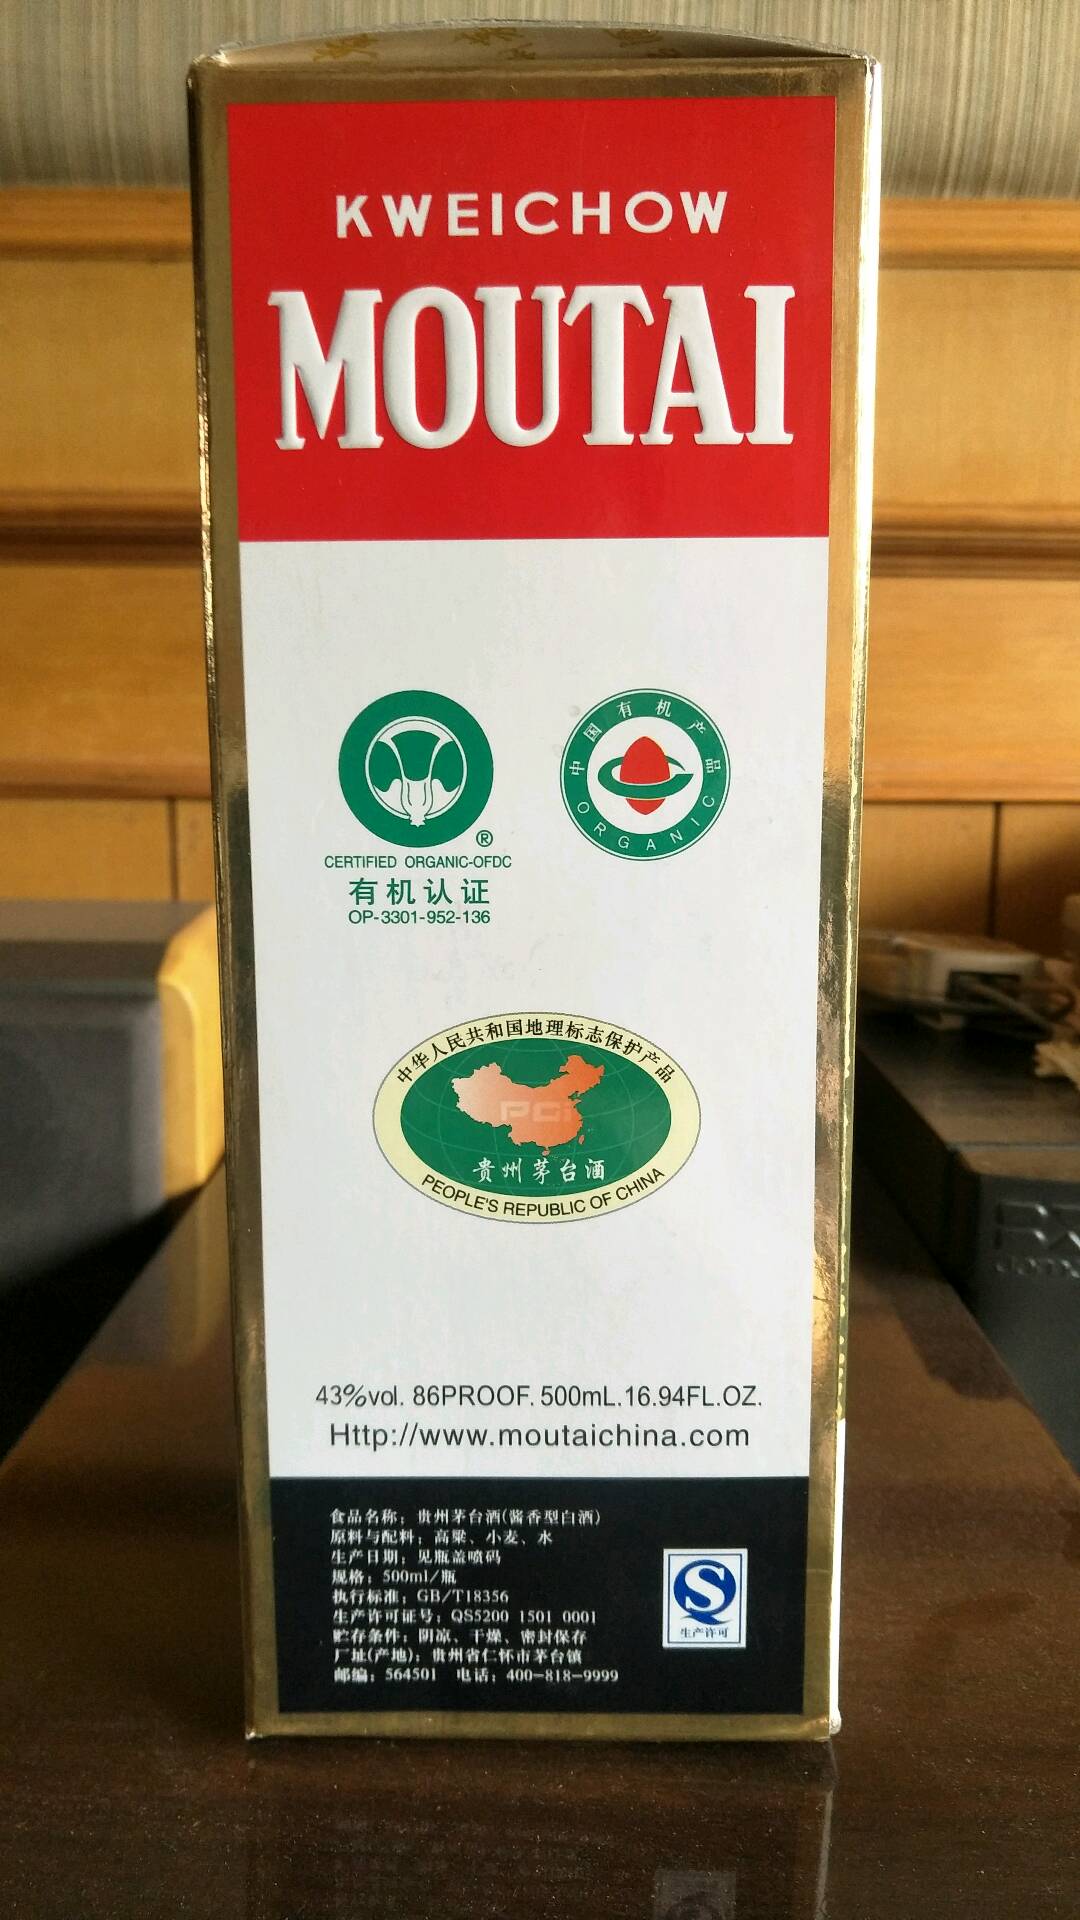 KWEICHOW
MOUTAI
®
CERTIFIED ORGANIC-OFDC
有机认证
OP-3301-952-136
中国有机产品
ORGANIC
中华人民共和国地理标志保护产品
PGI
贵州茅台酒
PEOPLE'S REPUBLIC OF CHINA
43%vol. 86PROOF. 500mL.16.94FL.OZ.
Http://www.moutaichina.com
食品名称：贵州茅台酒(酱香型白酒)
原料与配料：高粱、小麦、水
生产日期：见瓶盖喷码
规格：500ml/瓶
执行标准：GB/T18356
生产许可证号：QS5200 1501 0001
贮存条件：阴凉、干燥、密封保存
厂址(产地)：贵州省仁怀市茅台镇
邮编：564501 电话：400-818-9999
S
生产许可